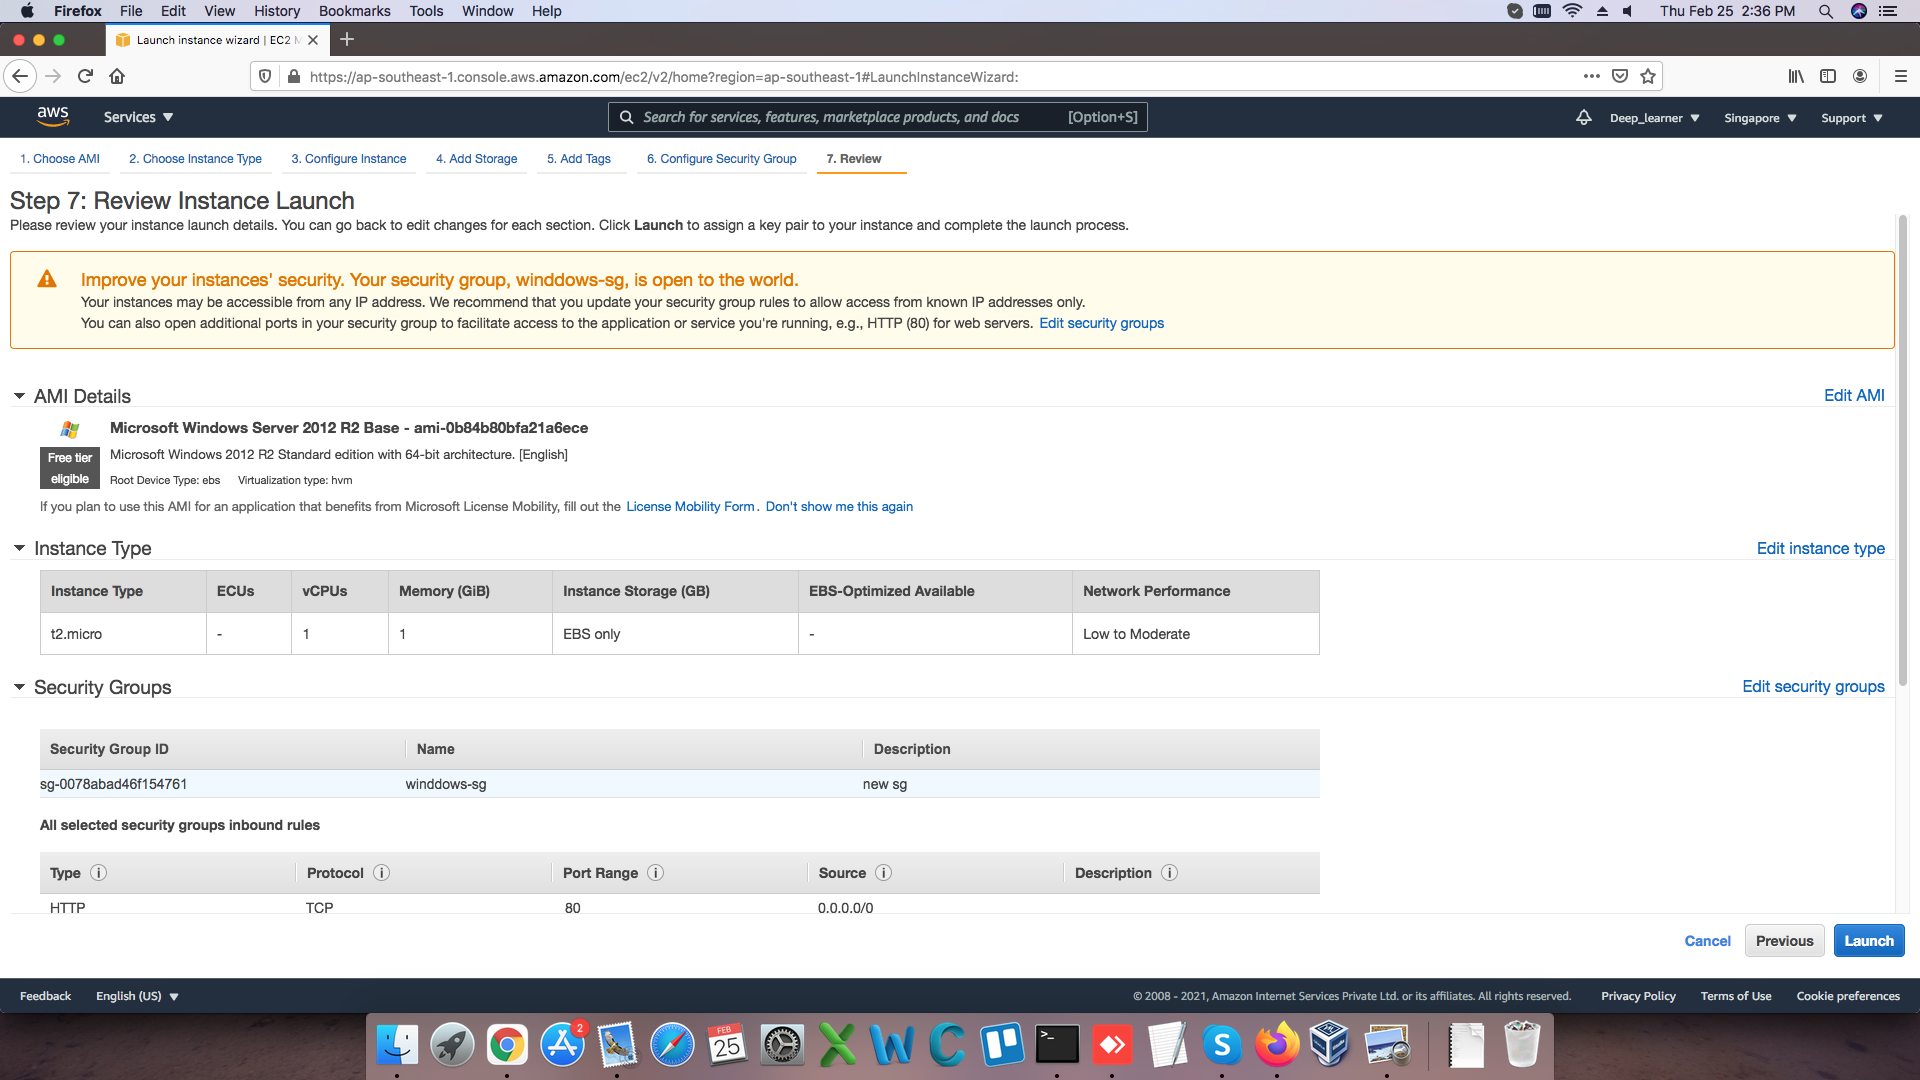 Firefox File Edit View History Bookmarks Tools Window Help Thu Feb 25 2:36 PM
Launch instance wizard | EC2 M
https://ap-southeast-1.console.aws.amazon.com/ec2/v2/home?region=ap-southeast-1#LaunchInstanceWizard:
aws Services Search for services, features, marketplace products, and docs [Option+S] Deep_learner Singapore Support
1. Choose AMI 2. Choose Instance Type 3. Configure Instance 4. Add Storage 5. Add Tags 6. Configure Security Group 7. Review
Step 7: Review Instance Launch
Please review your instance launch details. You can go back to edit changes for each section. Click Launch to assign a key pair to your instance and complete the launch process.
Improve your instances' security. Your security group, winddows-sg, is open to the world.
Your instances may be accessible from any IP address. We recommend that you update your security group rules to allow access from known IP addresses only.
You can also open additional ports in your security group to facilitate access to the application or service you're running, e.g., HTTP (80) for web servers. Edit security groups
AMI Details Edit AMI
Microsoft Windows Server 2012 R2 Base - ami-0b84b80bfa21a6ece
Free tier eligible
Microsoft Windows 2012 R2 Standard edition with 64-bit architecture. [English]
Root Device Type: ebs Virtualization type: hvm
If you plan to use this AMI for an application that benefits from Microsoft License Mobility, fill out the License Mobility Form. Don't show me this again
Instance Type Edit instance type
Instance Type ECUs vCPUs Memory (GiB) Instance Storage (GB) EBS-Optimized Available Network Performance
t2.micro - 1 1 EBS only - Low to Moderate
Security Groups Edit security groups
Security Group ID Name Description
sg-0078abad46f154761 winddows-sg new sg
All selected security groups inbound rules
Type Protocol Port Range Source Description
HTTP TCP 80 0.0.0.0/0
Cancel Previous Launch
Feedback English (US) © 2008 - 2021, Amazon Internet Services Private Ltd. or its affiliates. All rights reserved. Privacy Policy Terms of Use Cookie preferences
2
FEB
25